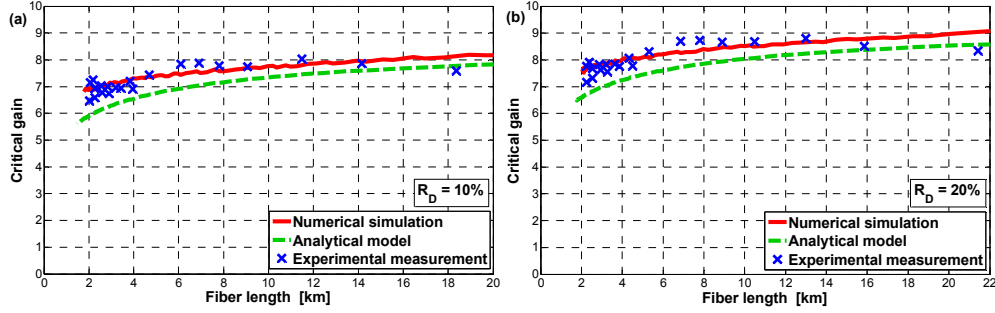 (a)
10
9
8
7
6
5
4
3
2
1
0
Critical gain
0 2 4 6 8 10 12 14 16 18 20
Fiber length [km]
R_D = 10%
Numerical simulation
Analytical model
Experimental measurement
(b)
10
9
8
7
6
5
4
3
2
1
0
Critical gain
0 2 4 6 8 10 12 14 16 18 20 22
Fiber length [km]
R_D = 20%
Numerical simulation
Analytical model
Experimental measurement